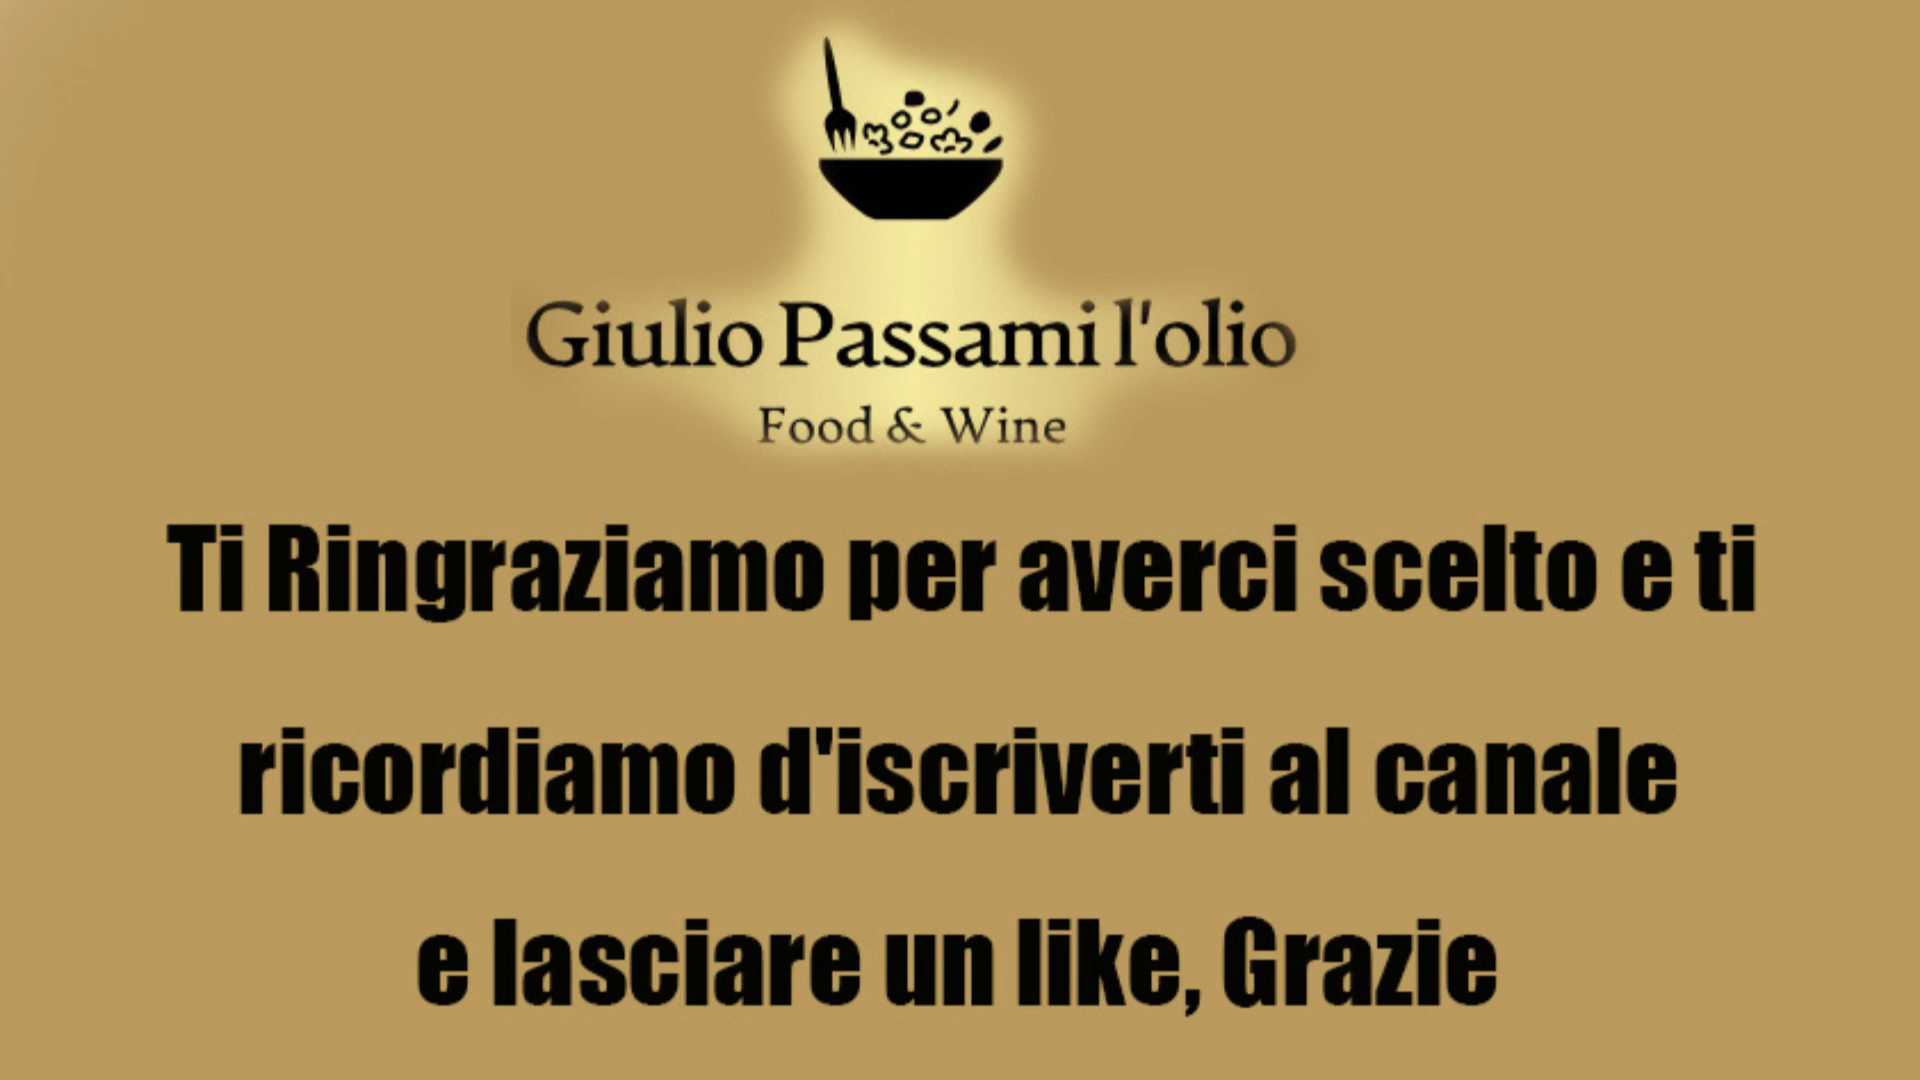 Giulio Passami l'olio
Food & Wine
Ti Ringraziamo per averci scelto e ti
ricordiamo d'iscriverti al canale
e lasciare un like, Grazie